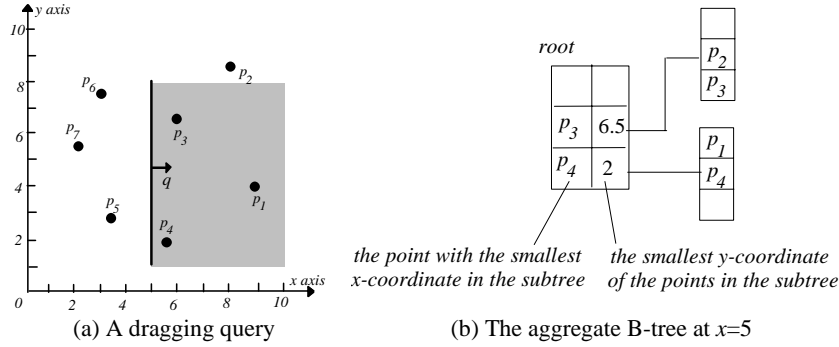 y axis
10
8
6
4
2
0
2
4
6
8
10
x axis
p2
p6
p3
p7
q
p1
p5
p4
(a) A dragging query
root
p3 6.5
p4 2
p2
p3
p1
p4
the point with the smallest
x-coordinate in the subtree
the smallest y-coordinate
of the points in the subtree
(b) The aggregate B-tree at x=5